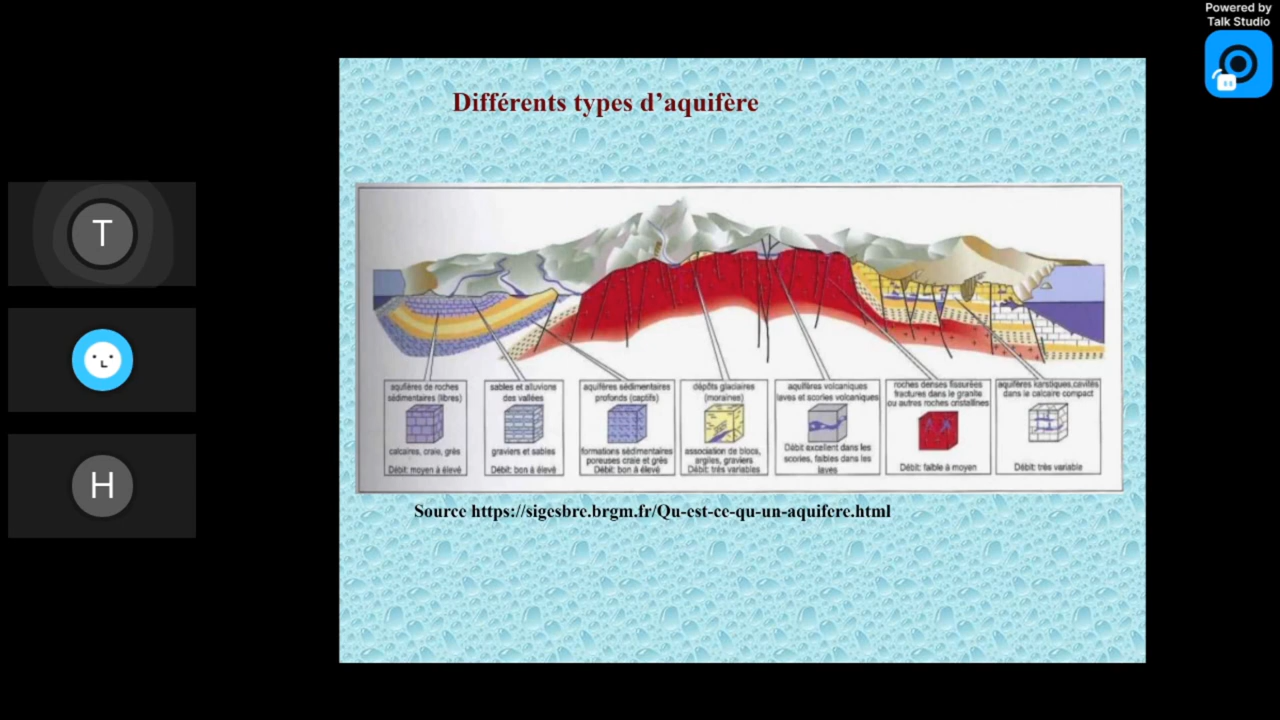 Powered by
Talk Studio
Différents types d’aquifère
T
H
aquifères de roches
sédimentaires (libres)
calcaires, craie, grès
Débit: moyen à élevé
sables et alluvions
des vallées
graviers et sables
Débit: bon à élevé
aquifères sédimentaires
profonds (captifs)
formations sédimentaires
poreuses craie et grès
Débit: bon à élevé
dépôts glaciaires
(moraines)
association de blocs,
argiles, graviers
Débit: très variables
aquifères volcaniques
laves et scories volcaniques
Débit excellent dans les
scories, faibles dans les
laves
roches denses fissurées
fractures dans le granite
ou autres roches cristallines
Débit: faible à moyen
aquifères karstiques,cavités
dans le calcaire compact
Débit: très variable
Source https://sigesbre.brgm.fr/Qu-est-ce-qu-un-aquifere.html